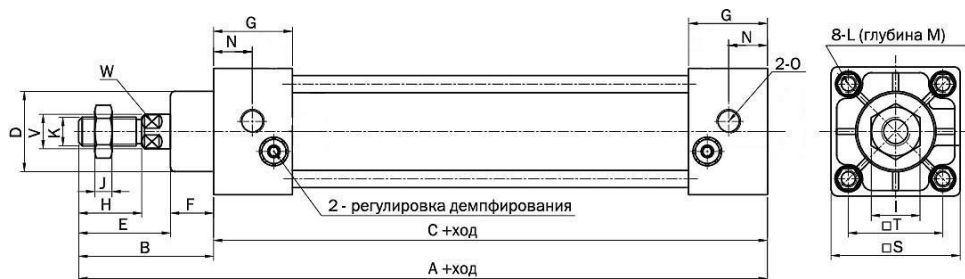 G
G
N
N
8-L (глубина M)
W
2-O
D
V
K
J
H
F
2 - регулировка демпфирования
E
C +ход
□T
B
□S
A +ход